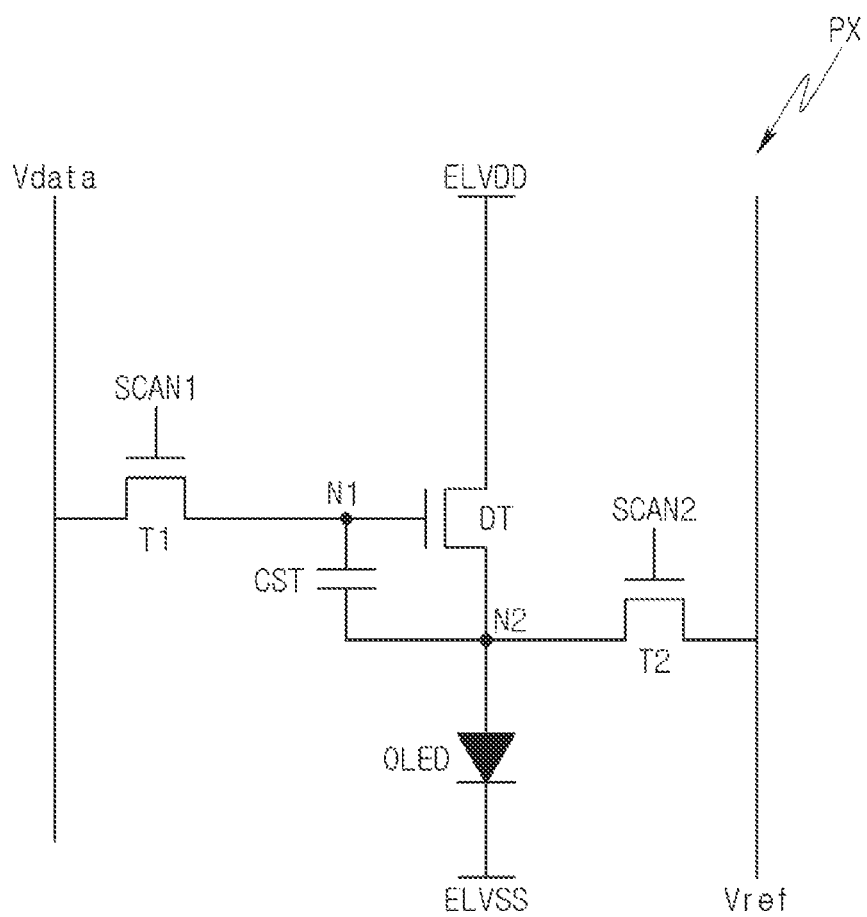 PX
Vdata
ELVDD
SCAN1
N1
DT
SCAN2
T1
CST
N2
T2
OLED
ELVSS
Vref